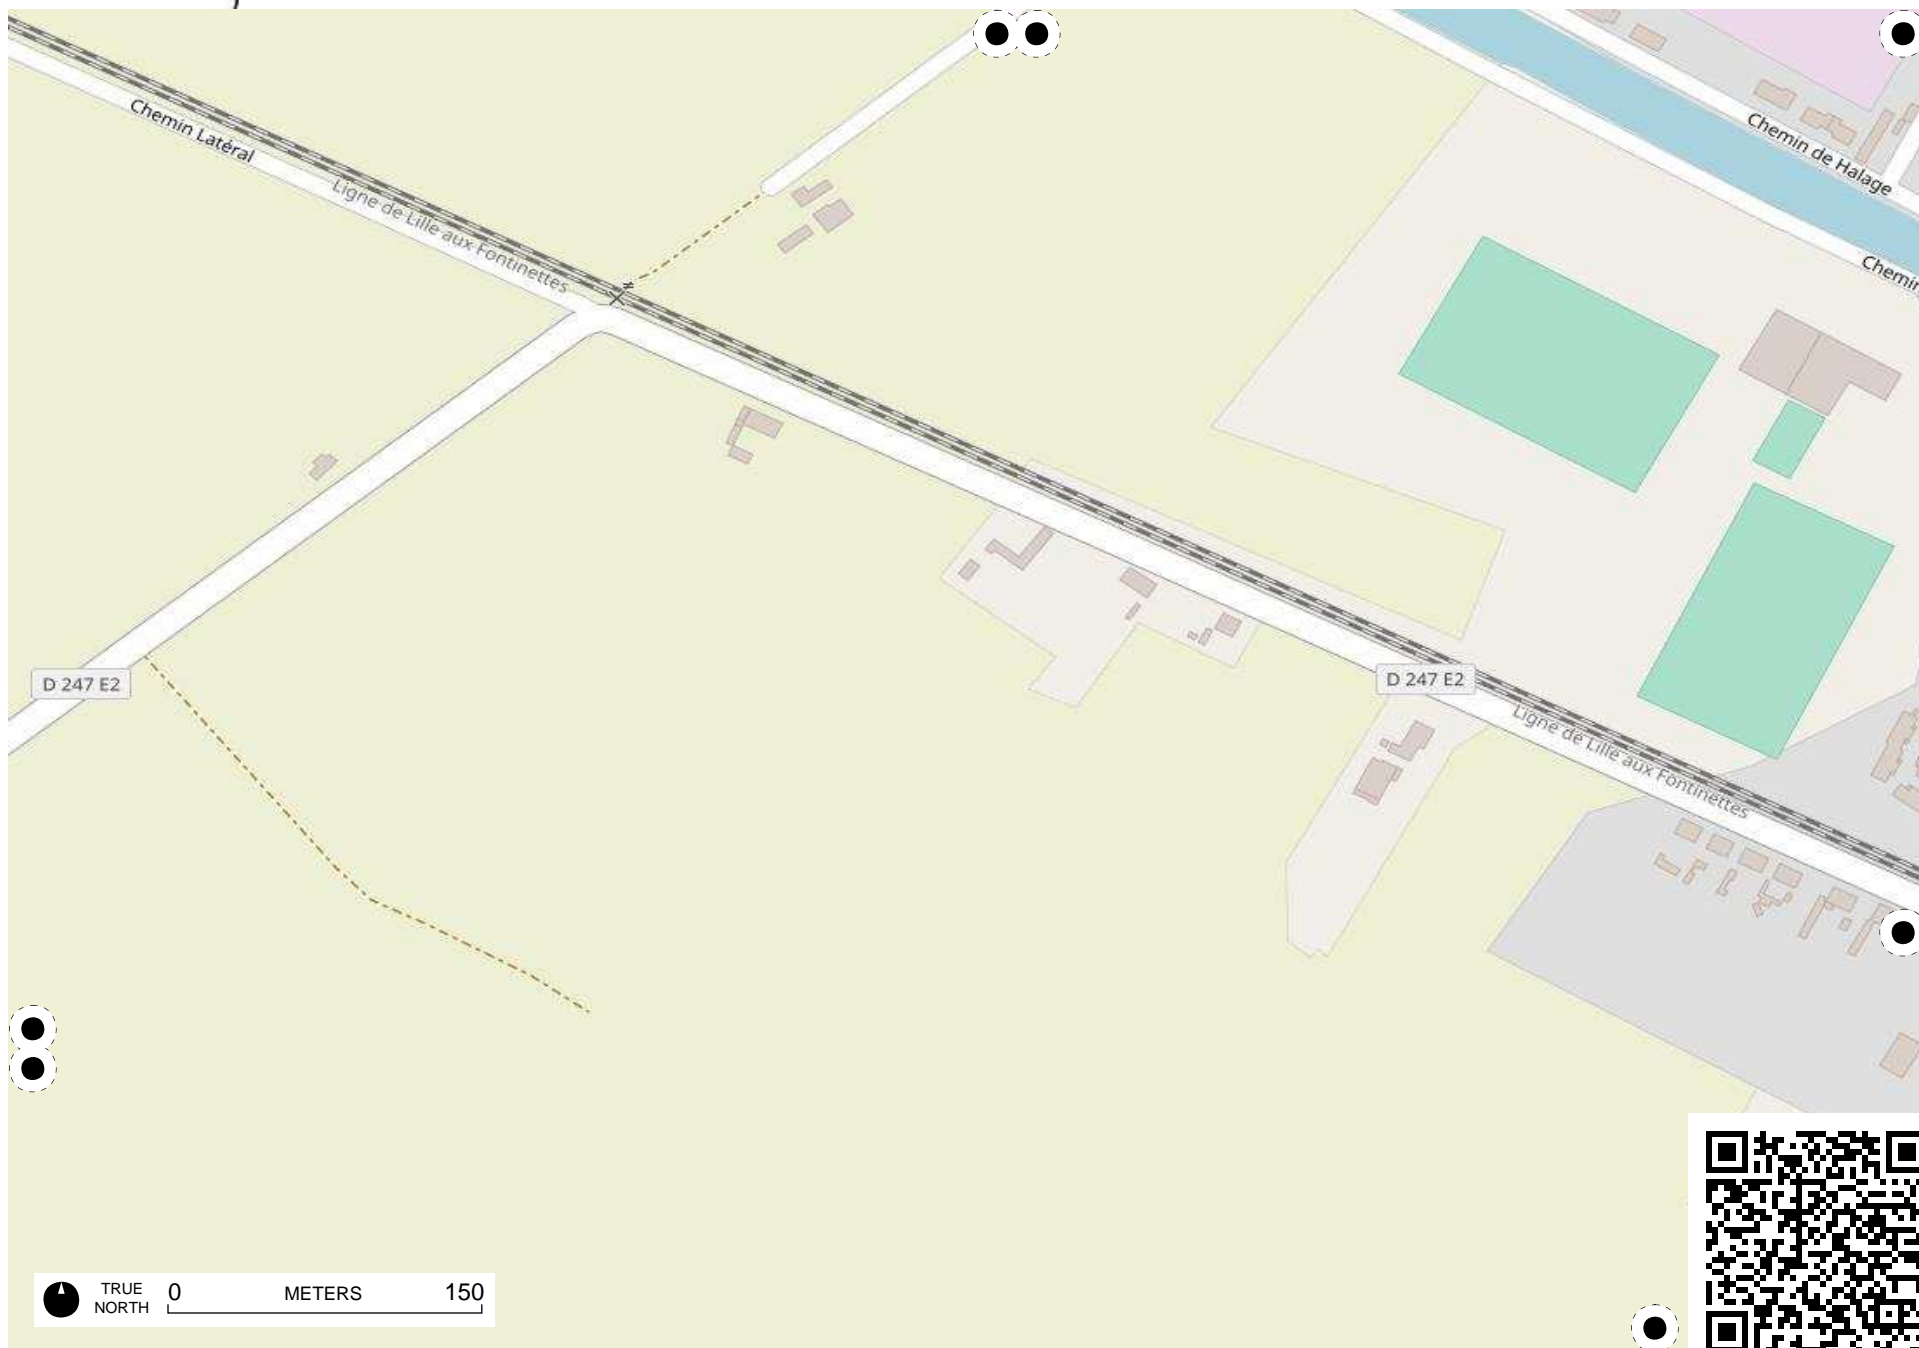 Chemin Latéral
Ligne de Lille aux Fontinettes
Chemin de Halage
D 247 E2
D 247 E2
Ligne de Lille aux Fontinettes
TRUE
NORTH
0 METERS 150